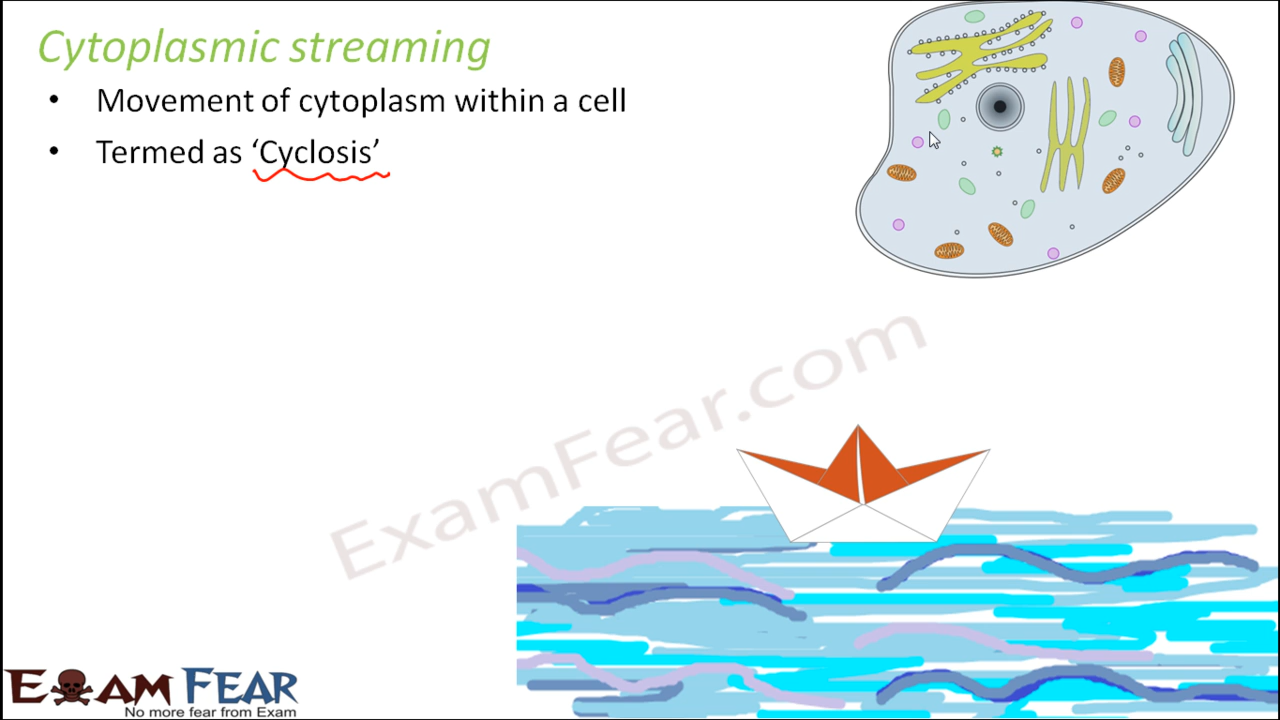 Cytoplasmic streaming
• Movement of cytoplasm within a cell
• Termed as ‘Cyclosis’
ExamFear.com
EXAM FEAR
No more fear from Exam